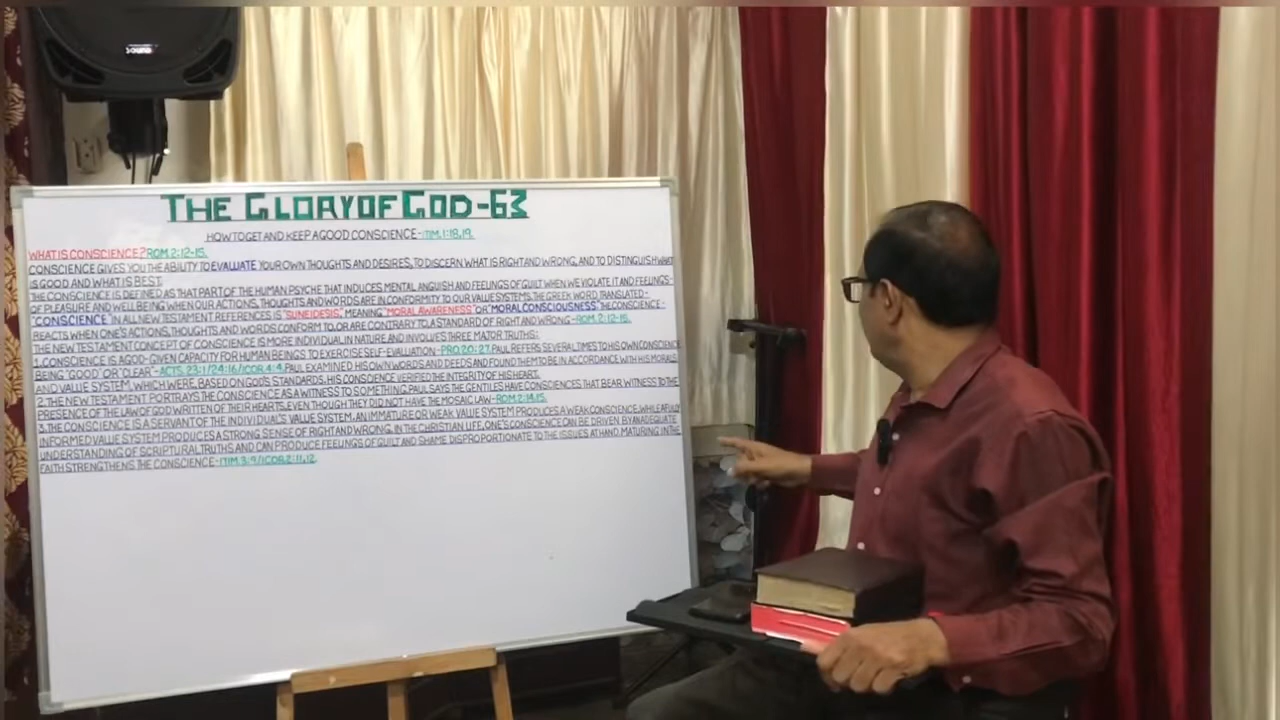 Sound
THE GLORY OF GOD-63
HOW TO GET AND KEEP A GOOD CONSCIENCE-1TIM.1:18,19.
WHAT IS CONSCIENCE? ROM.2:12-15.
CONSCIENCE GIVES YOU THE ABILITY TO EVALUATE YOUR OWN THOUGHTS AND DESIRES, TO DISCERN WHAT IS RIGHT AND WRONG, AND TO DISTINGUISH WHAT
IS GOOD AND WHAT IS BEST.
THE CONSCIENCE IS DEFINED AS THAT PART OF THE HUMAN PSYCHE THAT INDUCES MENTAL ANGUISH AND FEELINGS OF GUILT WHEN WE VIOLATE IT AND FEELINGS-
OF PLEASURE AND WELL BEING WHEN OUR ACTIONS, THOUGHTS AND WORDS ARE IN CONFORMITY TO OUR VALUE SYSTEMS. THE GREEK WORD TRANSLATED-
"CONSCIENCE" IN ALL NEW TESTAMENT REFERENCES IS "SUNEIDESIS," MEANING "MORAL AWARENESS" OR "MORAL CONSCIOUSNESS." THE CONSCIENCE-
REACTS WHEN ONE'S ACTIONS, THOUGHTS AND WORDS CONFORM TO, OR ARE CONTRARY TO A STANDARD OF RIGHT AND WRONG-ROM.2:12-15.
THE NEW TESTAMENT CONCEPT OF CONSCIENCE IS MORE INDIVIDUAL IN NATURE AND INVOLVES THREE MAJOR TRUTHS:
1. CONSCIENCE IS A GOD-GIVEN CAPACITY FOR HUMAN BEINGS TO EXERCISE SELF-EVALUATION-PRO.20:27. PAUL REFERS SEVERAL TIMES TO HIS OWN CONSCIENCE
BEING "GOOD" OR "CLEAR"-ACTS.23:1/24:16/1COR.4:4. PAUL EXAMINED HIS OWN WORDS AND DEEDS AND FOUND THEM TO BE IN ACCORDANCE WITH HIS MORALS
AND VALUE SYSTEM, WHICH WERE, BASED ON GOD'S STANDARDS. HIS CONSCIENCE VERIFIED THE INTEGRITY OF HIS HEART.
2. THE NEW TESTAMENT PORTRAYS THE CONSCIENCE AS A WITNESS TO SOMETHING. PAUL SAYS THE GENTILES HAVE CONSCIENCES THAT BEAR WITNESS TO THE
PRESENCE OF THE LAW OF GOD WRITTEN OF THEIR HEARTS, EVEN THOUGH THEY DID NOT HAVE THE MOSAIC LAW-ROM.2:14,15.
3. THE CONSCIENCE IS A SERVANT OF THE INDIVIDUAL'S VALUE SYSTEM. AN IMMATURE OR WEAK VALUE SYSTEM PRODUCES A WEAK CONSCIENCE, WHILE A FULLY
INFORMED VALUE SYSTEM PRODUCES A STRONG SENSE OF RIGHT AND WRONG. IN THE CHRISTIAN LIFE, ONE'S CONSCIENCE CAN BE DRIVEN BY AN ADEQUATE
UNDERSTANDING OF SCRIPTURAL TRUTHS AND CAN PRODUCE FEELINGS OF GUILT AND SHAME DISPROPORTIONATE TO THE ISSUES AT HAND. MATURING IN THE
FAITH STRENGTHENS THE CONSCIENCE-1TIM.3:9/1COR.2:11,12.